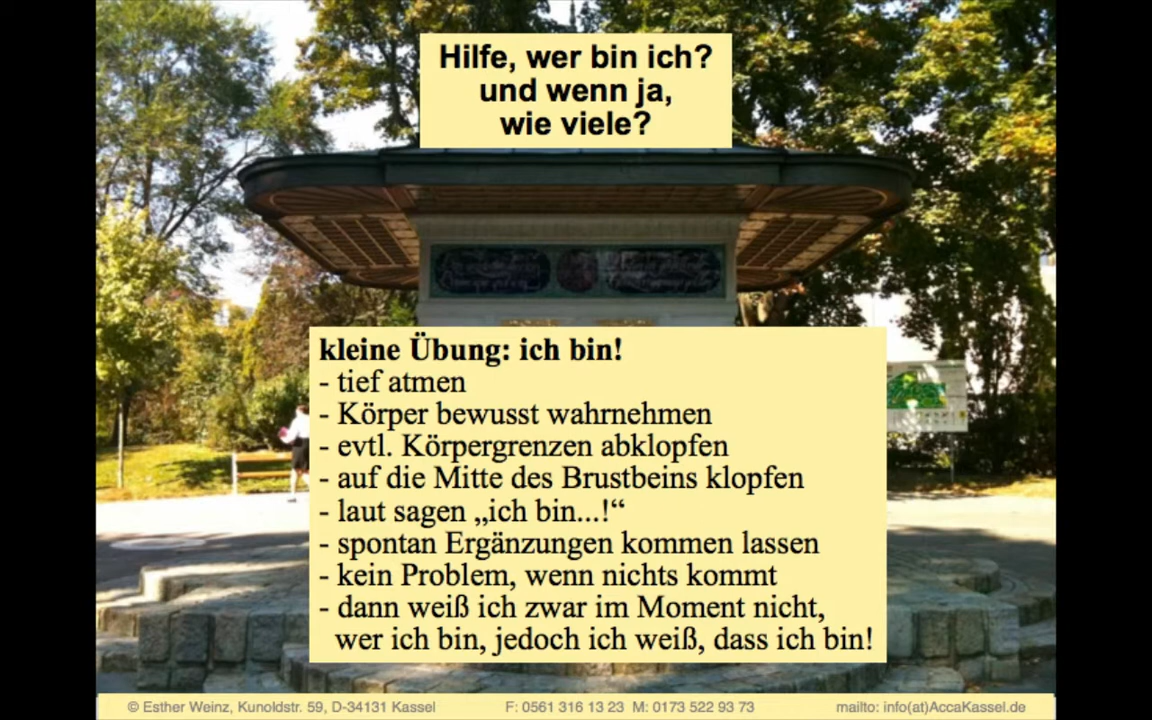 Hilfe, wer bin ich?
und wenn ja,
wie viele?
kleine Übung: ich bin!
- tief atmen
- Körper bewusst wahrnehmen
- evtl. Körpergrenzen abklopfen
- auf die Mitte des Brustbeins klopfen
- laut sagen „ich bin...!“
- spontan Ergänzungen kommen lassen
- kein Problem, wenn nichts kommt
- dann weiß ich zwar im Moment nicht,
wer ich bin, jedoch ich weiß, dass ich bin!
© Esther Weinz, Kunoldstr. 59, D-34131 Kassel F: 0561 316 13 23 M: 0173 522 93 73 mailto: info(at)AccaKassel.de